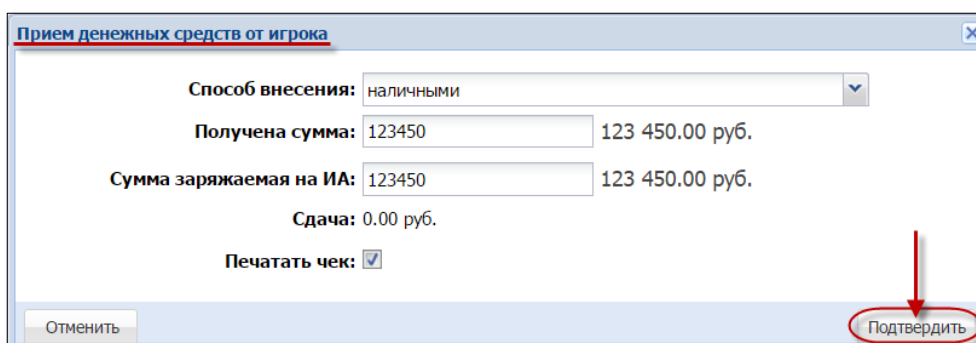 Прием денежных средств от игрока
Способ внесения: наличными
Получена сумма: 123450 123 450.00 руб.
Сумма заряжаемая на ИА: 123450 123 450.00 руб.
Сдача: 0.00 руб.
Печатать чек:
Отменить Подтвердить